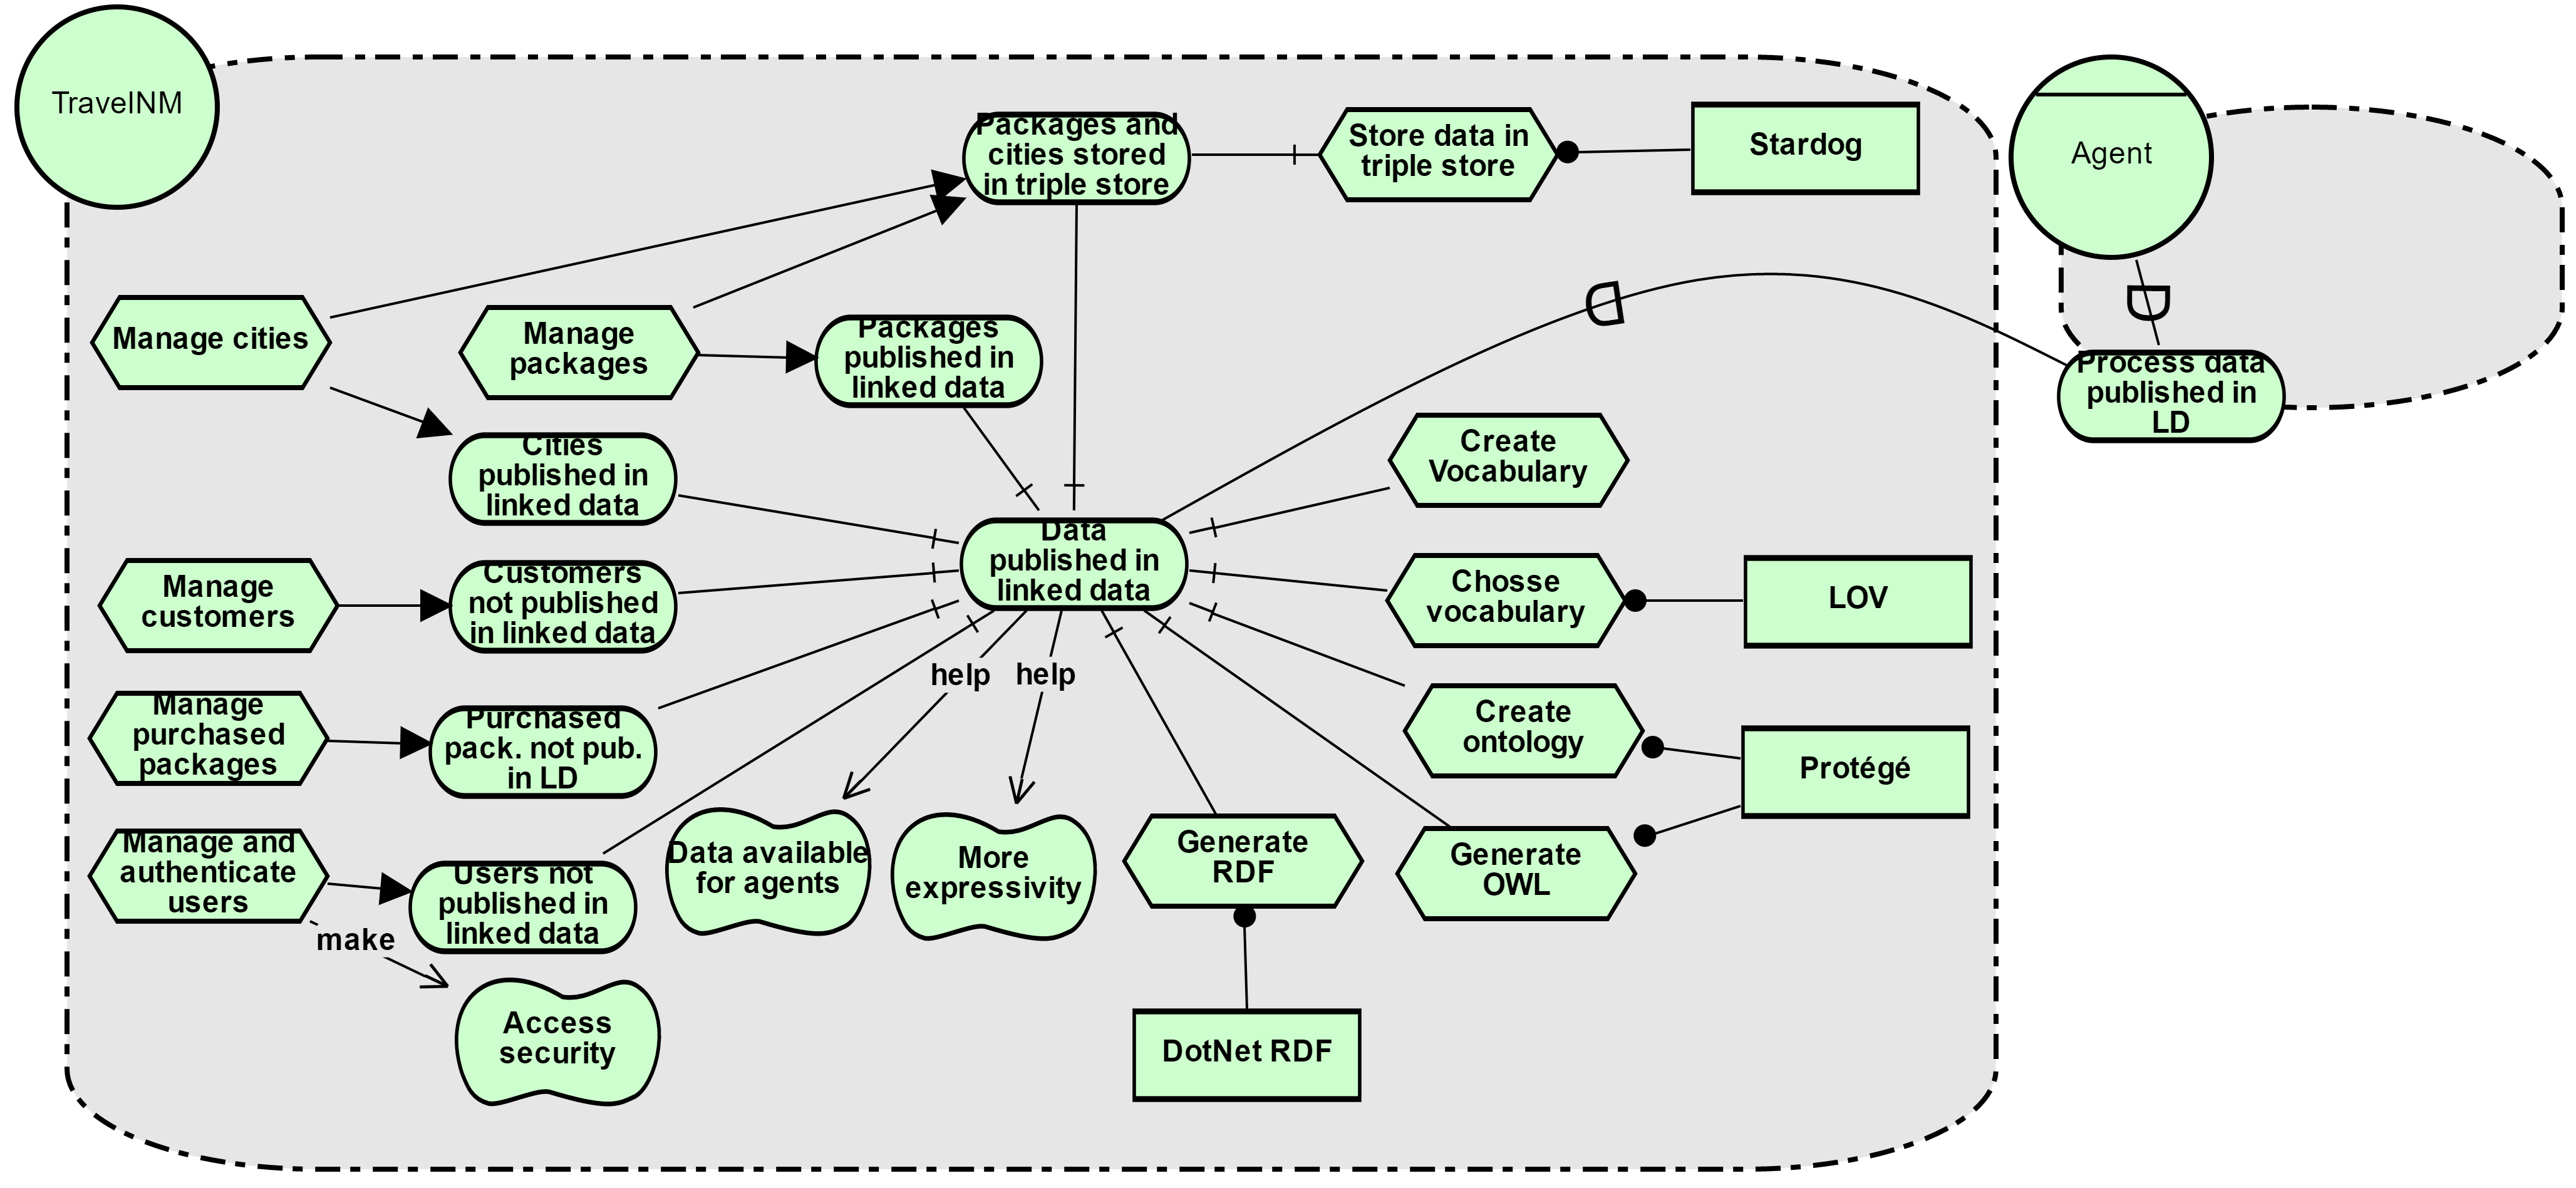 TravelNM
Packages and
cities stored
in triple store
Store data in
triple store
Stardog
Agent
Manage cities
Manage
packages
Packages
published in
linked data
Process data
published in
LD
Cities
published in
linked data
Create
Vocabulary
Data
published in
linked data
Manage
customers
Customers
not published
in linked data
Chosse
vocabulary
LOV
help
help
Manage
purchased
packages
Purchased
pack. not pub.
in LD
Create
ontology
Protégé
Manage and
authenticate
users
Users not
published in
linked data
Data available
for agents
More
expressivity
Generate
RDF
Generate
OWL
make
Access
security
DotNet RDF